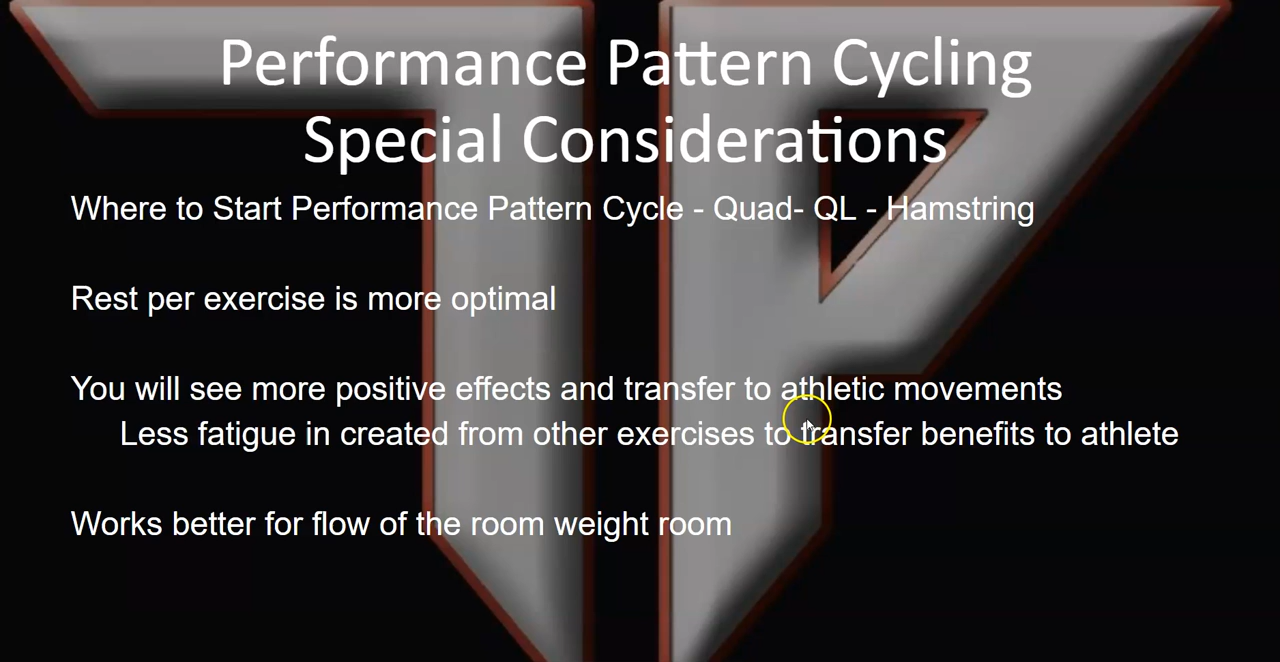 Performance Pattern Cycling
Special Considerations
Where to Start Performance Pattern Cycle - Quad- QL - Hamstring
Rest per exercise is more optimal
You will see more positive effects and transfer to athletic movements
Less fatigue in created from other exercises to transfer benefits to athlete
Works better for flow of the room weight room